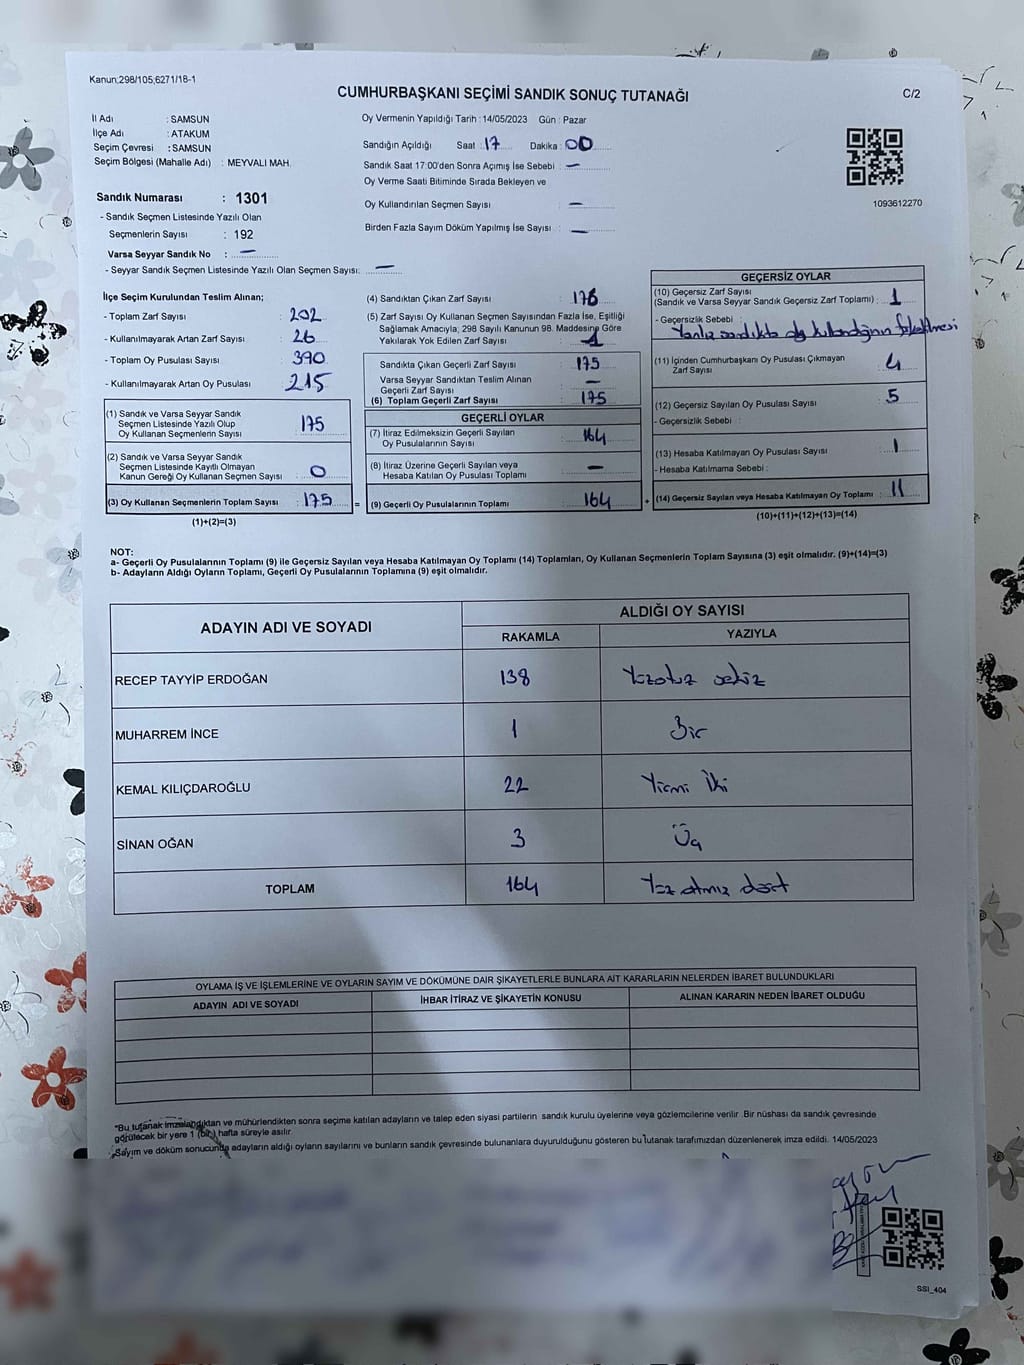 Kanun:298/105,6271/18-1
CUMHURBAŞKANI SEÇİMİ SANDIK SONUÇ TUTANAĞI
C/2
İl Adı : SAMSUN
İlçe Adı : ATAKUM
Seçim Çevresi : SAMSUN
Seçim Bölgesi (Mahalle Adı) : MEYVALI MAH.
Sandık Numarası : 1301
- Sandık Seçmen Listesinde Yazılı Olan
Seçmenlerin Sayısı : 192
Varsa Seyyar Sandık No : —
- Seyyar Sandık Seçmen Listesinde Yazılı Olan Seçmen Sayısı: —
Oy Vermenin Yapıldığı Tarih : 14/05/2023 Gün : Pazar
Sandığın Açıldığı Saat : 17 Dakika : 00
Sandık Saat 17:00'den Sonra Açımış İse Sebebi : —
Oy Verme Saati Bitiminde Sırada Bekleyen ve
Oy Kullandırılan Seçmen Sayısı : —
Birden Fazla Sayım Döküm Yapılmış İse Sayısı : —
1093612270
İlçe Seçim Kurulundan Teslim Alınan;
- Toplam Zarf Sayısı : 202
- Kullanılmayarak Artan Zarf Sayısı : 26
- Toplam Oy Pusulası Sayısı : 390
- Kullanılmayarak Artan Oy Pusulası : 215
(1) Sandık ve Varsa Seyyar Sandık
Seçmen Listesinde Yazılı Olup
Oy Kullanan Seçmenlerin Sayısı : 175
(2) Sandık ve Varsa Seyyar Sandık
Seçmen Listesinde Kayıtlı Olmayan
Kanun Gereği Oy Kullanan Seçmen Sayısı : 0
(3) Oy Kullanan Seçmenlerin Toplam Sayısı : 175 =
(1)+(2)=(3)
(4) Sandıktan Çıkan Zarf Sayısı : 176
(5) Zarf Sayısı Oy Kullanan Seçmen Sayısından Fazla İse, Eşitliği
Sağlamak Amacıyla; 298 Sayılı Kanunun 98. Maddesine Göre
Yakılarak Yok Edilen Zarf Sayısı : 1
Sandıkta Çıkan Geçerli Zarf Sayısı : 175
Varsa Seyyar Sandıktan Teslim Alınan
Geçerli Zarf Sayısı : —
(6) Toplam Geçerli Zarf Sayısı : 175
GEÇERLİ OYLAR
(7) İtiraz Edilmeksizin Geçerli Sayılan
Oy Pusulalarının Sayısı : 164
(8) İtiraz Üzerine Geçerli Sayılan veya
Hesaba Katılan Oy Pusulası Toplamı : —
(9) Geçerli Oy Pusulalarının Toplamı : 164 +
GEÇERSİZ OYLAR
(10) Geçersiz Zarf Sayısı
(Sandık ve Varsa Seyyar Sandık Geçersiz Zarf Toplamı) : 1
- Geçersizlik Sebebi : Yanlış sandıkta oy kullandığının
(11) İçinden Cumhurbaşkanı Oy Pusulası Çıkmayan
Zarf Sayısı : 4
(12) Geçersiz Sayılan Oy Pusulası Sayısı : 5
- Geçersizlik Sebebi :
(13) Hesaba Katılmayan Oy Pusulası Sayısı : 1
- Hesaba Katılmama Sebebi :
(14) Geçersiz Sayılan veya Hesaba Katılmayan Oy Toplamı : 11
(10)+(11)+(12)+(13)=(14)
NOT:
a- Geçerli Oy Pusulalarının Toplamı (9) ile Geçersiz Sayılan veya Hesaba Katılmayan Oy Toplamı (14) Toplamları, Oy Kullanan Seçmenlerin Toplam Sayısına (3) eşit olmalıdır. (9)+(14)=(3)
b- Adayların Aldığı Oyların Toplamı, Geçerli Oy Pusulalarının Toplamına (9) eşit olmalıdır.
ADAYIN ADI VE SOYADI
ALDIĞI OY SAYISI
RAKAMLA YAZIYLA
RECEP TAYYİP ERDOĞAN 138 Yüzotuz sekiz
MUHARREM İNCE 1 Bir
KEMAL KILIÇDAROĞLU 22 Yirmi İki
SİNAN OĞAN 3 Üç
TOPLAM 164 Yüz atmış dört
OYLAMA İŞ VE İŞLEMLERİNE VE OYLARIN SAYIM VE DÖKÜMÜNE DAİR ŞİKAYETLERLE BUNLARA AİT KARARLARIN NELERDEN İBARET BULUNDUKLARI
ADAYIN ADI VE SOYADI İHBAR İTİRAZ VE ŞİKAYETİN KONUSU ALINAN KARARIN NEDEN İBARET OLDUĞU
"Bu tutanak imzalandıktan ve mühürlendikten sonra seçime katılan adayların ve talep eden siyasi partilerin sandık kurulu üyelerine veya gözlemcilerine verilir. Bir nüshası da sandık çevresinde
görülecek bir yere 1 (bir) hafta süreyle asılır.
Sayım ve döküm sonucunda adayların aldığı oyların sayılarını ve bunların sandık çevresinde bulunanlara duyurulduğunu gösteren bu tutanak tarafımızdan düzenlenerek imza edildi. 14/05/2023
SSI_404